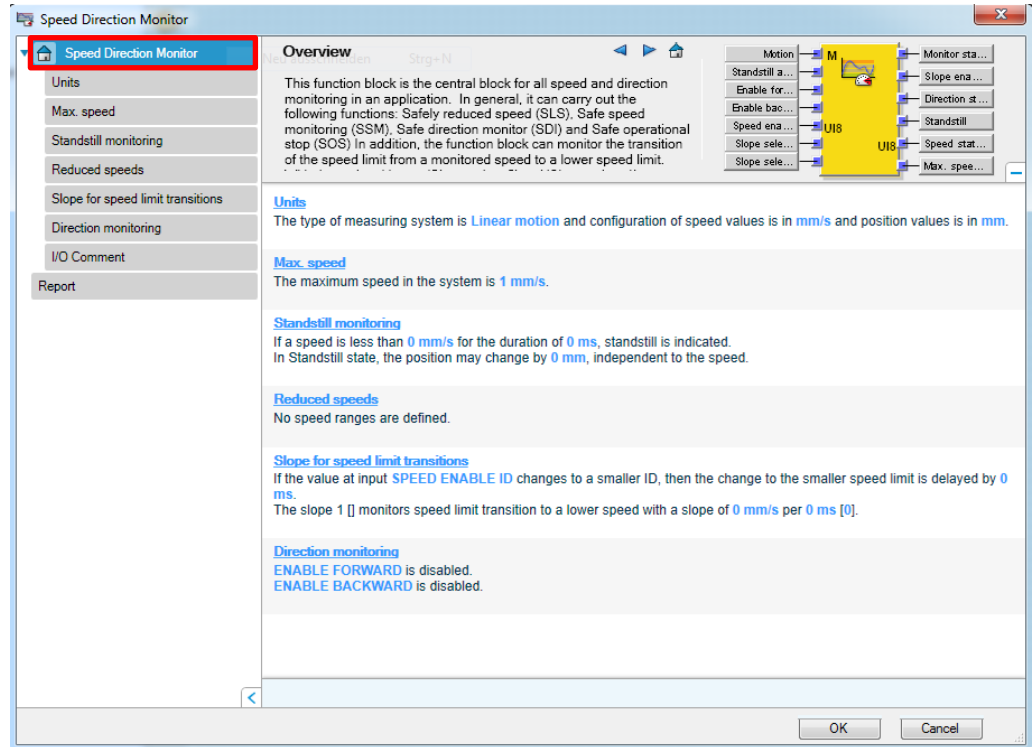 Speed Direction Monitor
Speed Direction Monitor
Units
Max. speed
Standstill monitoring
Reduced speeds
Slope for speed limit transitions
Direction monitoring
I/O Comment
Report
Overview
Neu ausschneiden Strg+N
This function block is the central block for all speed and direction
monitoring in an application. In general, it can carry out the
following functions: Safely reduced speed (SLS), Safe speed
monitoring (SSM), Safe direction monitor (SDI) and Safe operational
stop (SOS) In addition, the function block can monitor the transition
of the speed limit from a monitored speed to a lower speed limit.
Motion
Standstill a...
Enable for...
Enable bac...
Speed ena...
Slope sele...
Slope sele...
M
UI8
UI8
Monitor sta...
Slope ena...
Direction st...
Standstill
Speed stat...
Max. spee...
Units
The type of measuring system is Linear motion and configuration of speed values is in mm/s and position values is in mm.
Max. speed
The maximum speed in the system is 1 mm/s.
Standstill monitoring
If a speed is less than 0 mm/s for the duration of 0 ms, standstill is indicated.
In Standstill state, the position may change by 0 mm, independent to the speed.
Reduced speeds
No speed ranges are defined.
Slope for speed limit transitions
If the value at input SPEED ENABLE ID changes to a smaller ID, then the change to the smaller speed limit is delayed by 0
ms.
The slope 1 [] monitors speed limit transition to a lower speed with a slope of 0 mm/s per 0 ms [0].
Direction monitoring
ENABLE FORWARD is disabled.
ENABLE BACKWARD is disabled.
OK
Cancel